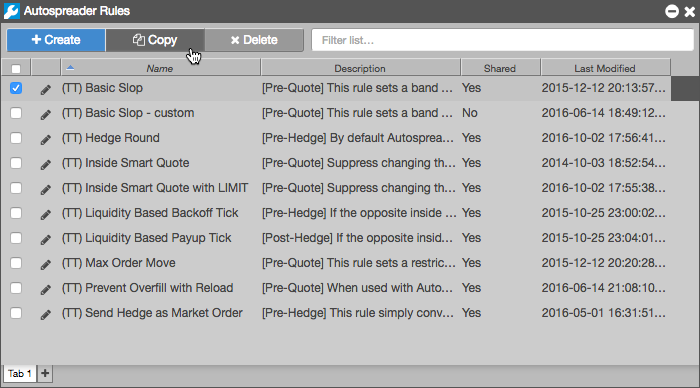 Autospreader Rules
Create Copy Delete Filter list...
Name Description Shared Last Modified
(TT) Basic Slop [Pre-Quote] This rule sets a band ... Yes 2015-12-12 20:13:57...
(TT) Basic Slop - custom [Pre-Quote] This rule sets a band ... No 2016-06-14 18:49:12...
(TT) Hedge Round [Pre-Hedge] By default Autosprea... Yes 2016-10-02 17:56:41...
(TT) Inside Smart Quote [Pre-Quote] Suppress changing th... Yes 2014-10-03 18:52:54...
(TT) Inside Smart Quote with LIMIT [Pre-Quote] Suppress changing th... Yes 2016-10-02 17:55:38...
(TT) Liquidity Based Backoff Tick [Pre-Hedge] If the opposite inside ... Yes 2015-10-25 23:00:02...
(TT) Liquidity Based Payup Tick [Post-Hedge] If the opposite insid... Yes 2015-10-25 23:04:01...
(TT) Max Order Move [Pre-Quote] This rule sets a restric... Yes 2015-12-12 20:20:28...
(TT) Prevent Overfill with Reload [Pre-Quote] When used with Auto... Yes 2016-06-14 21:08:10...
(TT) Send Hedge as Market Order [Pre-Hedge] This rule simply conv... Yes 2016-05-01 16:31:51...
Tab 1 +